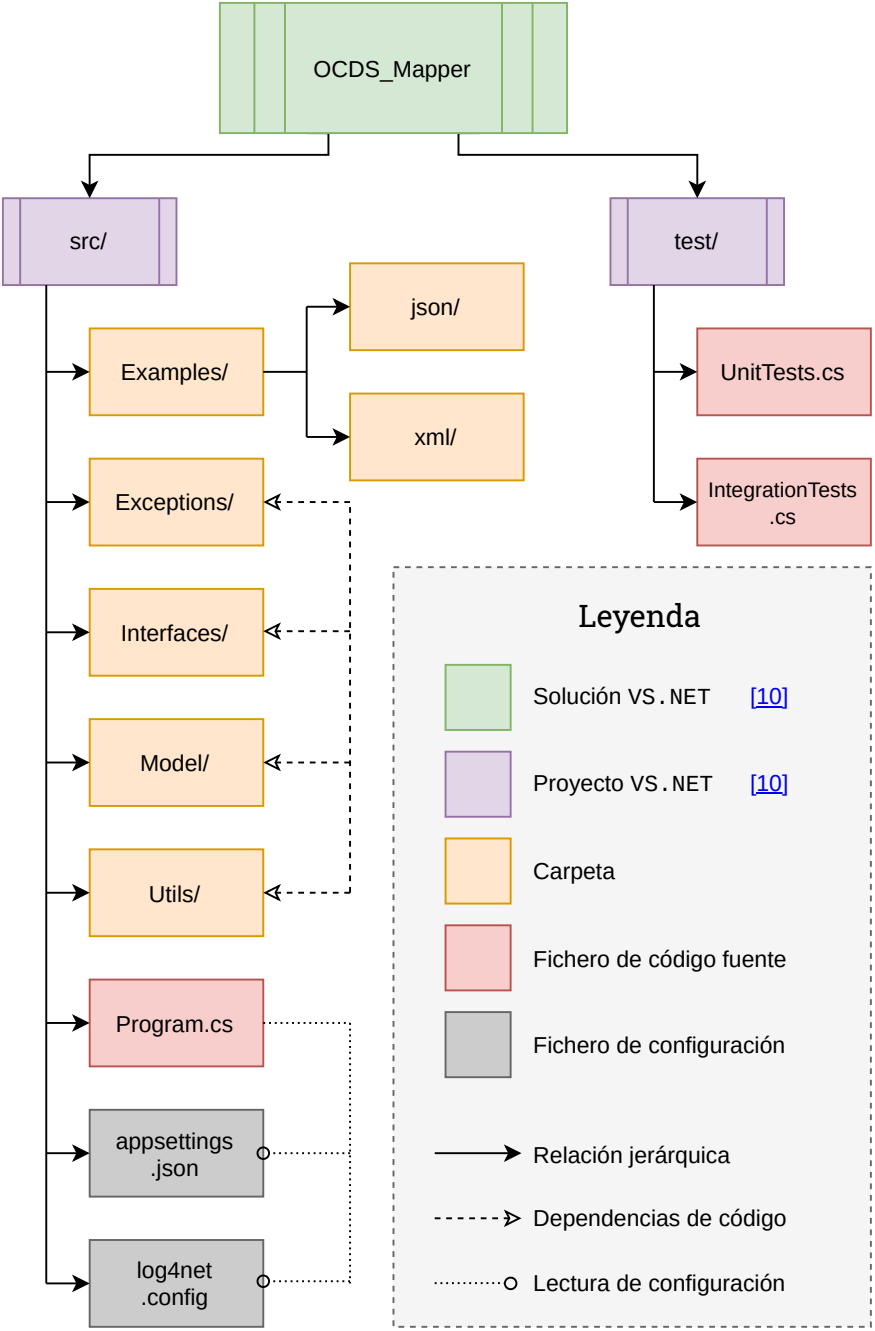 OCDS_Mapper
src/
test/
json/
Examples/
UnitTests.cs
xml/
Exceptions/
IntegrationTests
.cs
Interfaces/
Model/
Utils/
Program.cs
appsettings
.json
log4net
.config
Leyenda
Solución VS.NET [10]
Proyecto VS.NET [10]
Carpeta
Fichero de código fuente
Fichero de configuración
Relación jerárquica
Dependencias de código
Lectura de configuración